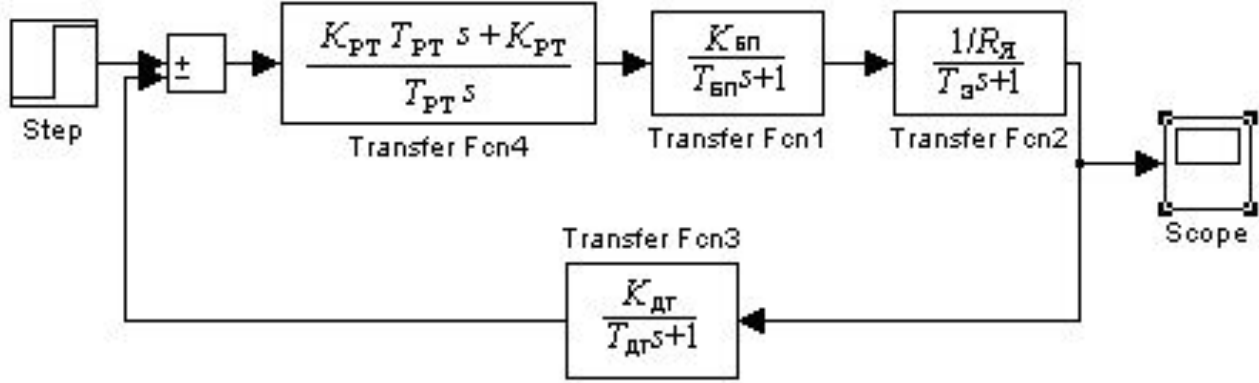 Step
+
−
K_РТ T_РТ s + K_РТ
T_РТ s
Transfer Fcn4
K_БП
T_БП s+1
Transfer Fcn1
1/R_Я
T_Э s+1
Transfer Fcn2
Scope
Transfer Fcn3
K_ДТ
T_ДТ s+1